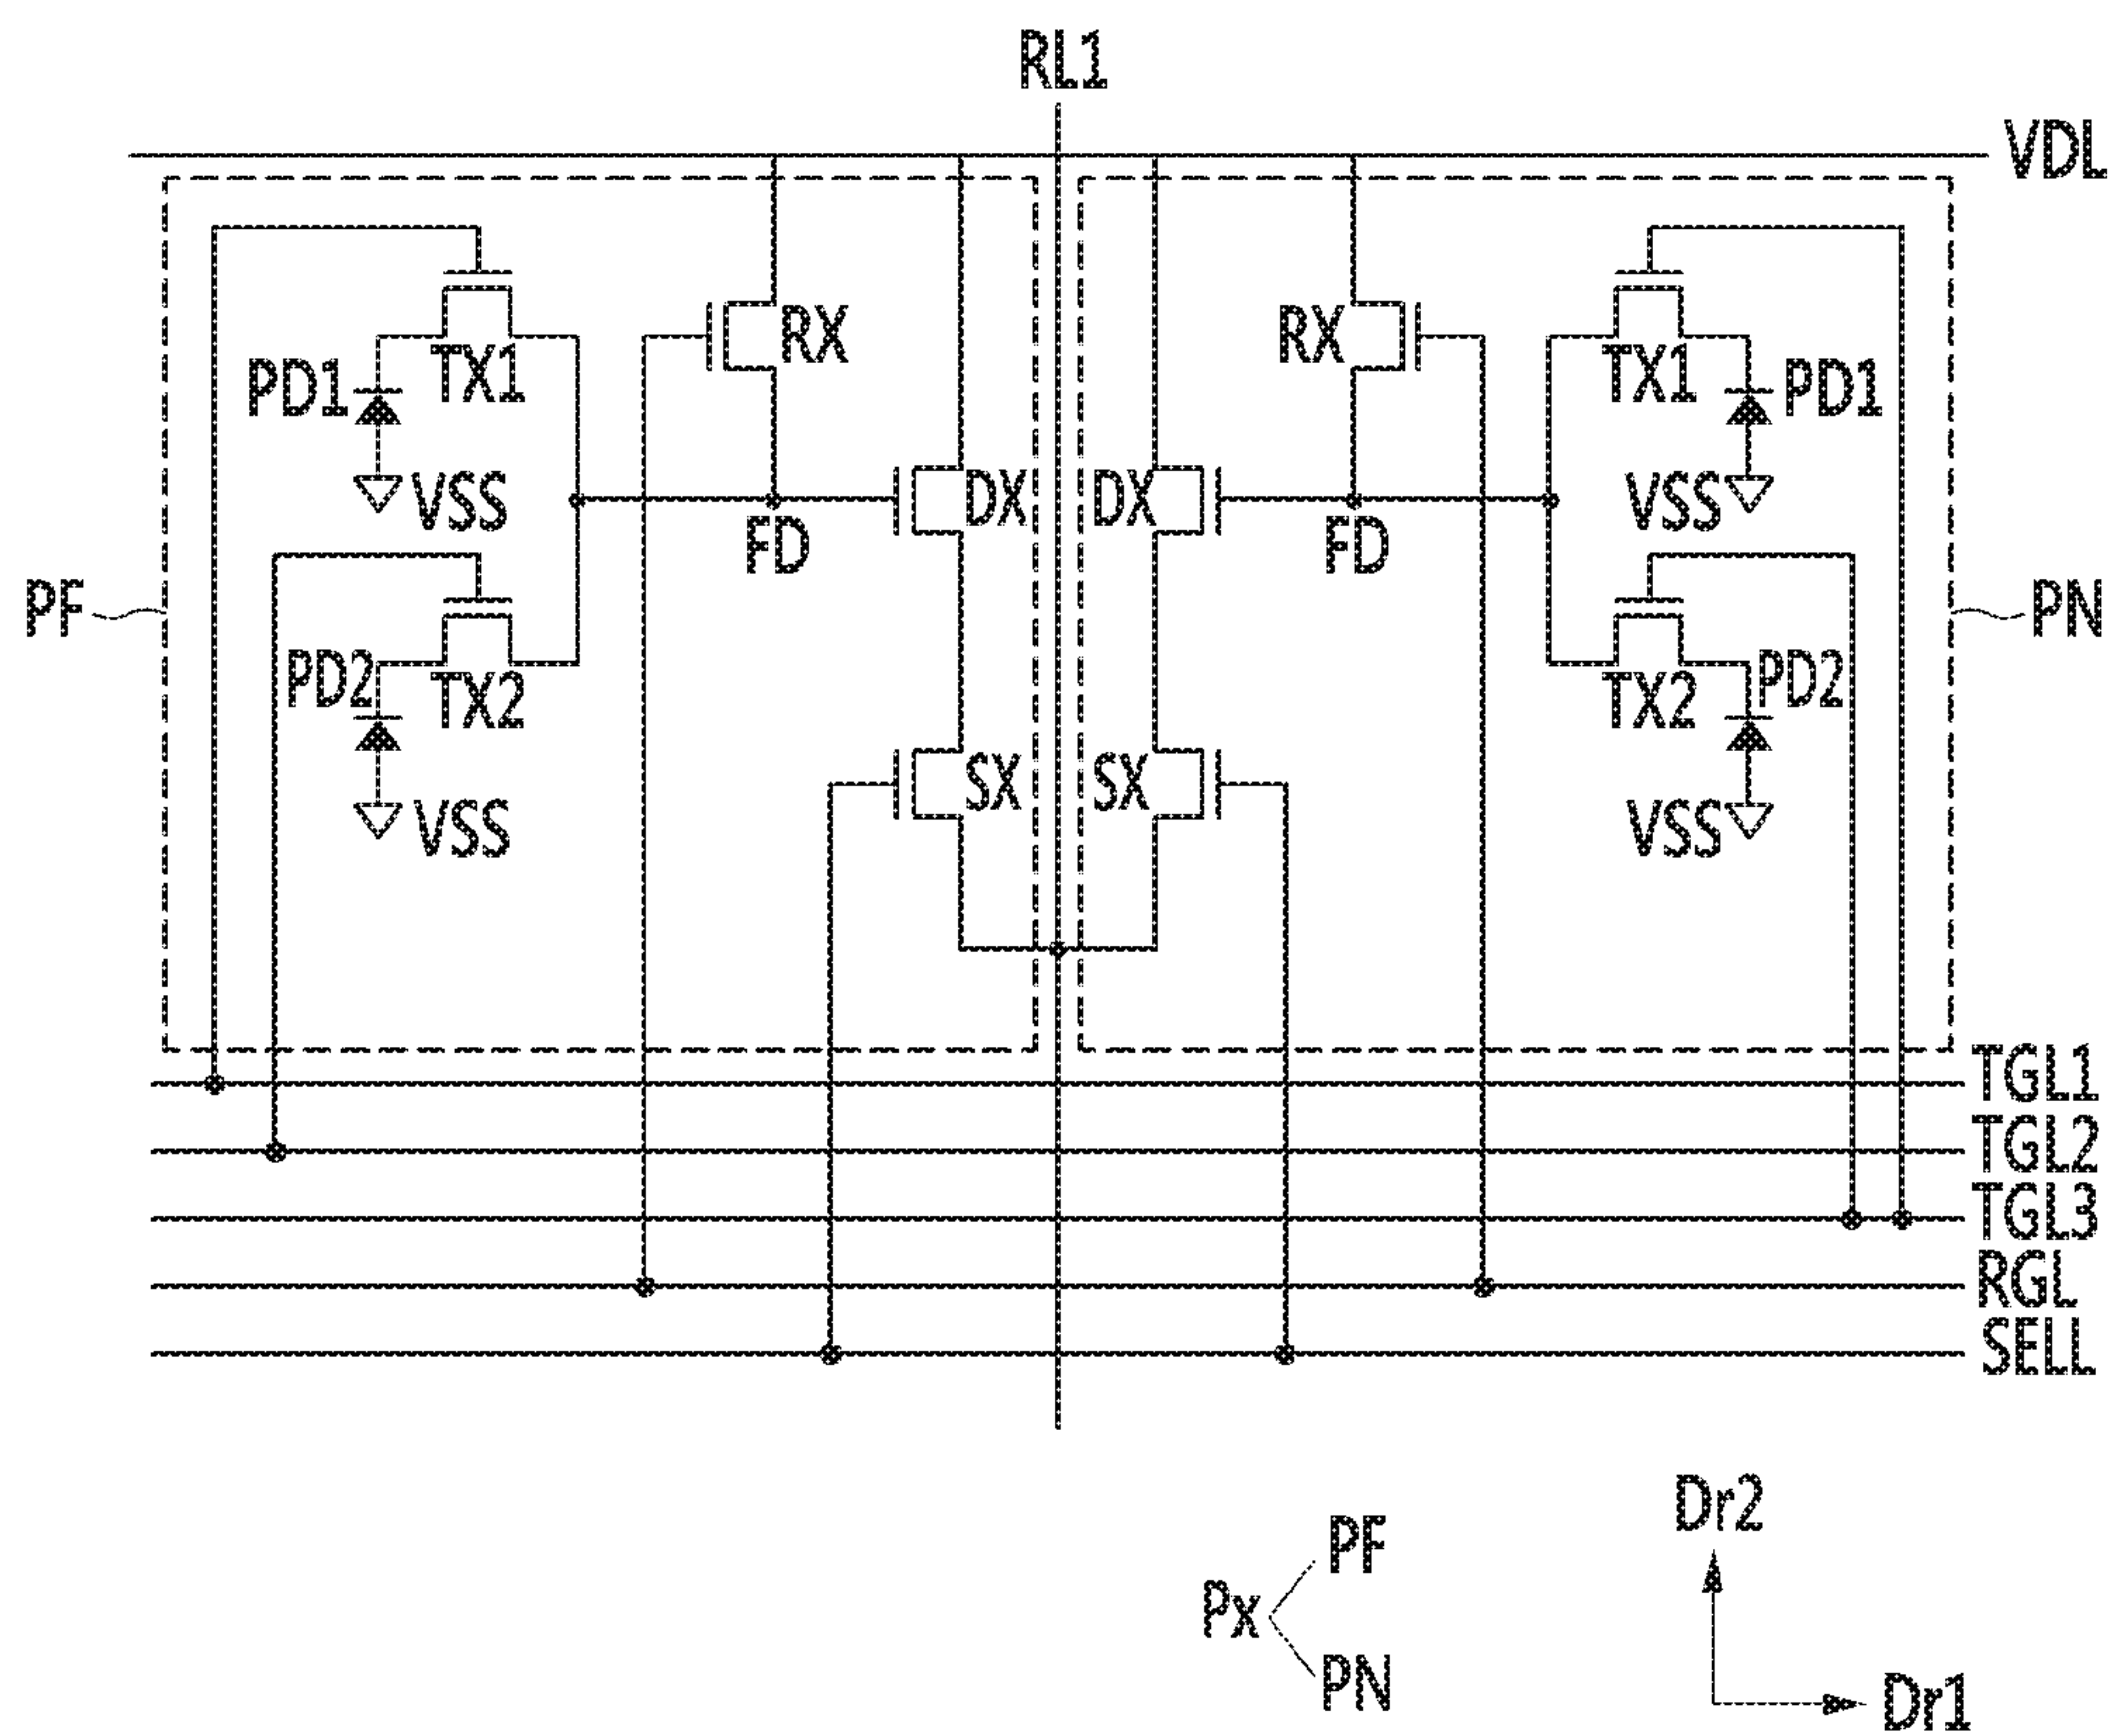 RL1
VDL
RX
RX
PD1
TX1
TX1
PD1
VSS
DX
DX
VSS
FD
FD
PF
PN
PD2
TX2
TX2
PD2
SX
SX
VSS
VSS
TGL1
TGL2
TGL3
RGL
SELL
Dr2
PF
Px
PN
Dr1